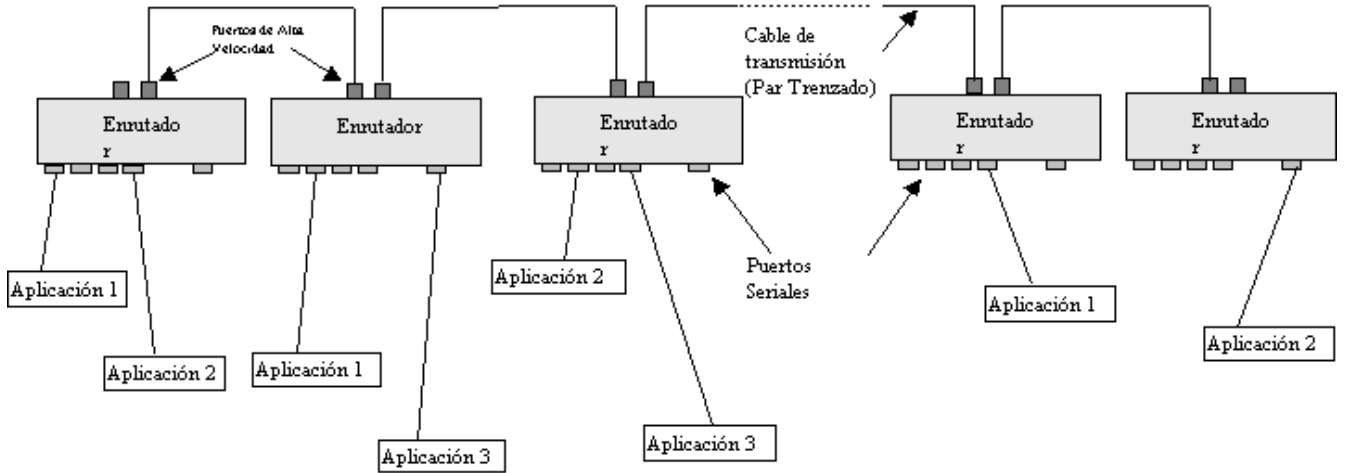 Puertos de Alta
Velocidad
Cable de
transmisión
(Par Trenzado)
Enrutado
r
Enrutador
Enrutado
r
Enrutado
r
Enrutado
r
Puertos
Seriales
Aplicación 1
Aplicación 2
Aplicación 1
Aplicación 3
Aplicación 2
Aplicación 3
Aplicación 1
Aplicación 2